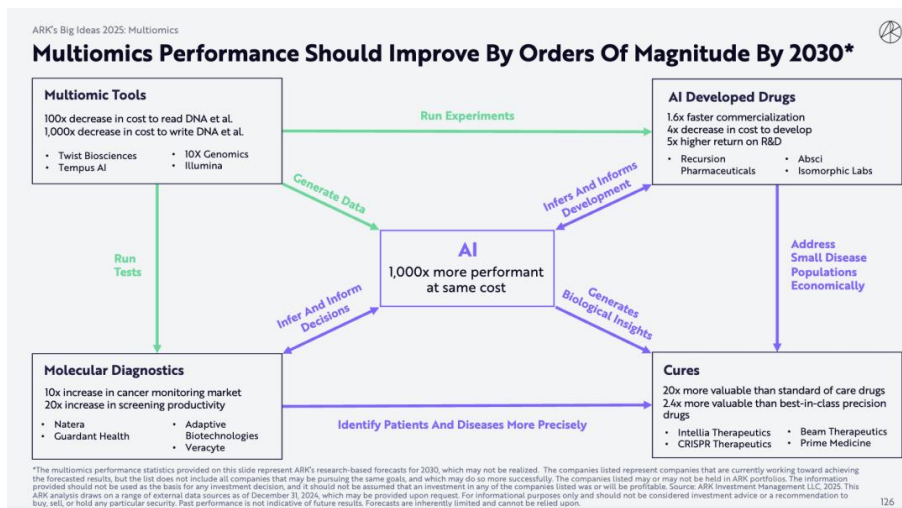 ARK's Big Ideas 2025: Multiomics
Multiomics Performance Should Improve By Orders Of Magnitude By 2030*
Multiomic Tools
100x decrease in cost to read DNA et al.
1,000x decrease in cost to write DNA et al.
• Twist Biosciences
• Tempus AI
• 10X Genomics
• Illumina
Run Experiments
AI Developed Drugs
1.6x faster commercialization
4x decrease in cost to develop
5x higher return on R&D
• Recursion
Pharmaceuticals
• Absci
• Isomorphic Labs
Generate Data
Infers And Informs
Development
AI
1,000x more performant
at same cost
Run
Tests
Address
Small Disease
Populations
Economically
Infer And Inform
Decisions
Generates
Biological Insights
Molecular Diagnostics
10x increase in cancer monitoring market
20x increase in screening productivity
• Natera
• Guardant Health
• Adaptive
Biotechnologies
• Veracyte
Identify Patients And Diseases More Precisely
Cures
20x more valuable than standard of care drugs
2.4x more valuable than best-in-class precision
drugs
• Intellia Therapeutics
• CRISPR Therapeutics
• Beam Therapeutics
• Prime Medicine
*The multiomics performance statistics provided on this slide represent ARK's research-based forecasts for 2030, which may not be realized. The companies listed represent companies that are currently working toward achieving
the forecasted results, but the list does not include all companies that may be pursuing the same goals, and which may do so more successfully. The companies listed may or may not be held in ARK portfolios. The information
provided should not be used as the basis for any investment decision, and it should not be assumed that an investment in any of the companies listed was or will be profitable. Source: ARK Investment Management LLC, 2025. This
ARK analysis draws on a range of external data sources as of December 31, 2024, which may be provided upon request. For informational purposes only and should not be considered investment advice or a recommendation to
buy, sell, or hold any particular security. Past performance is not indicative of future results. Forecasts are inherently limited and cannot be relied upon.
126